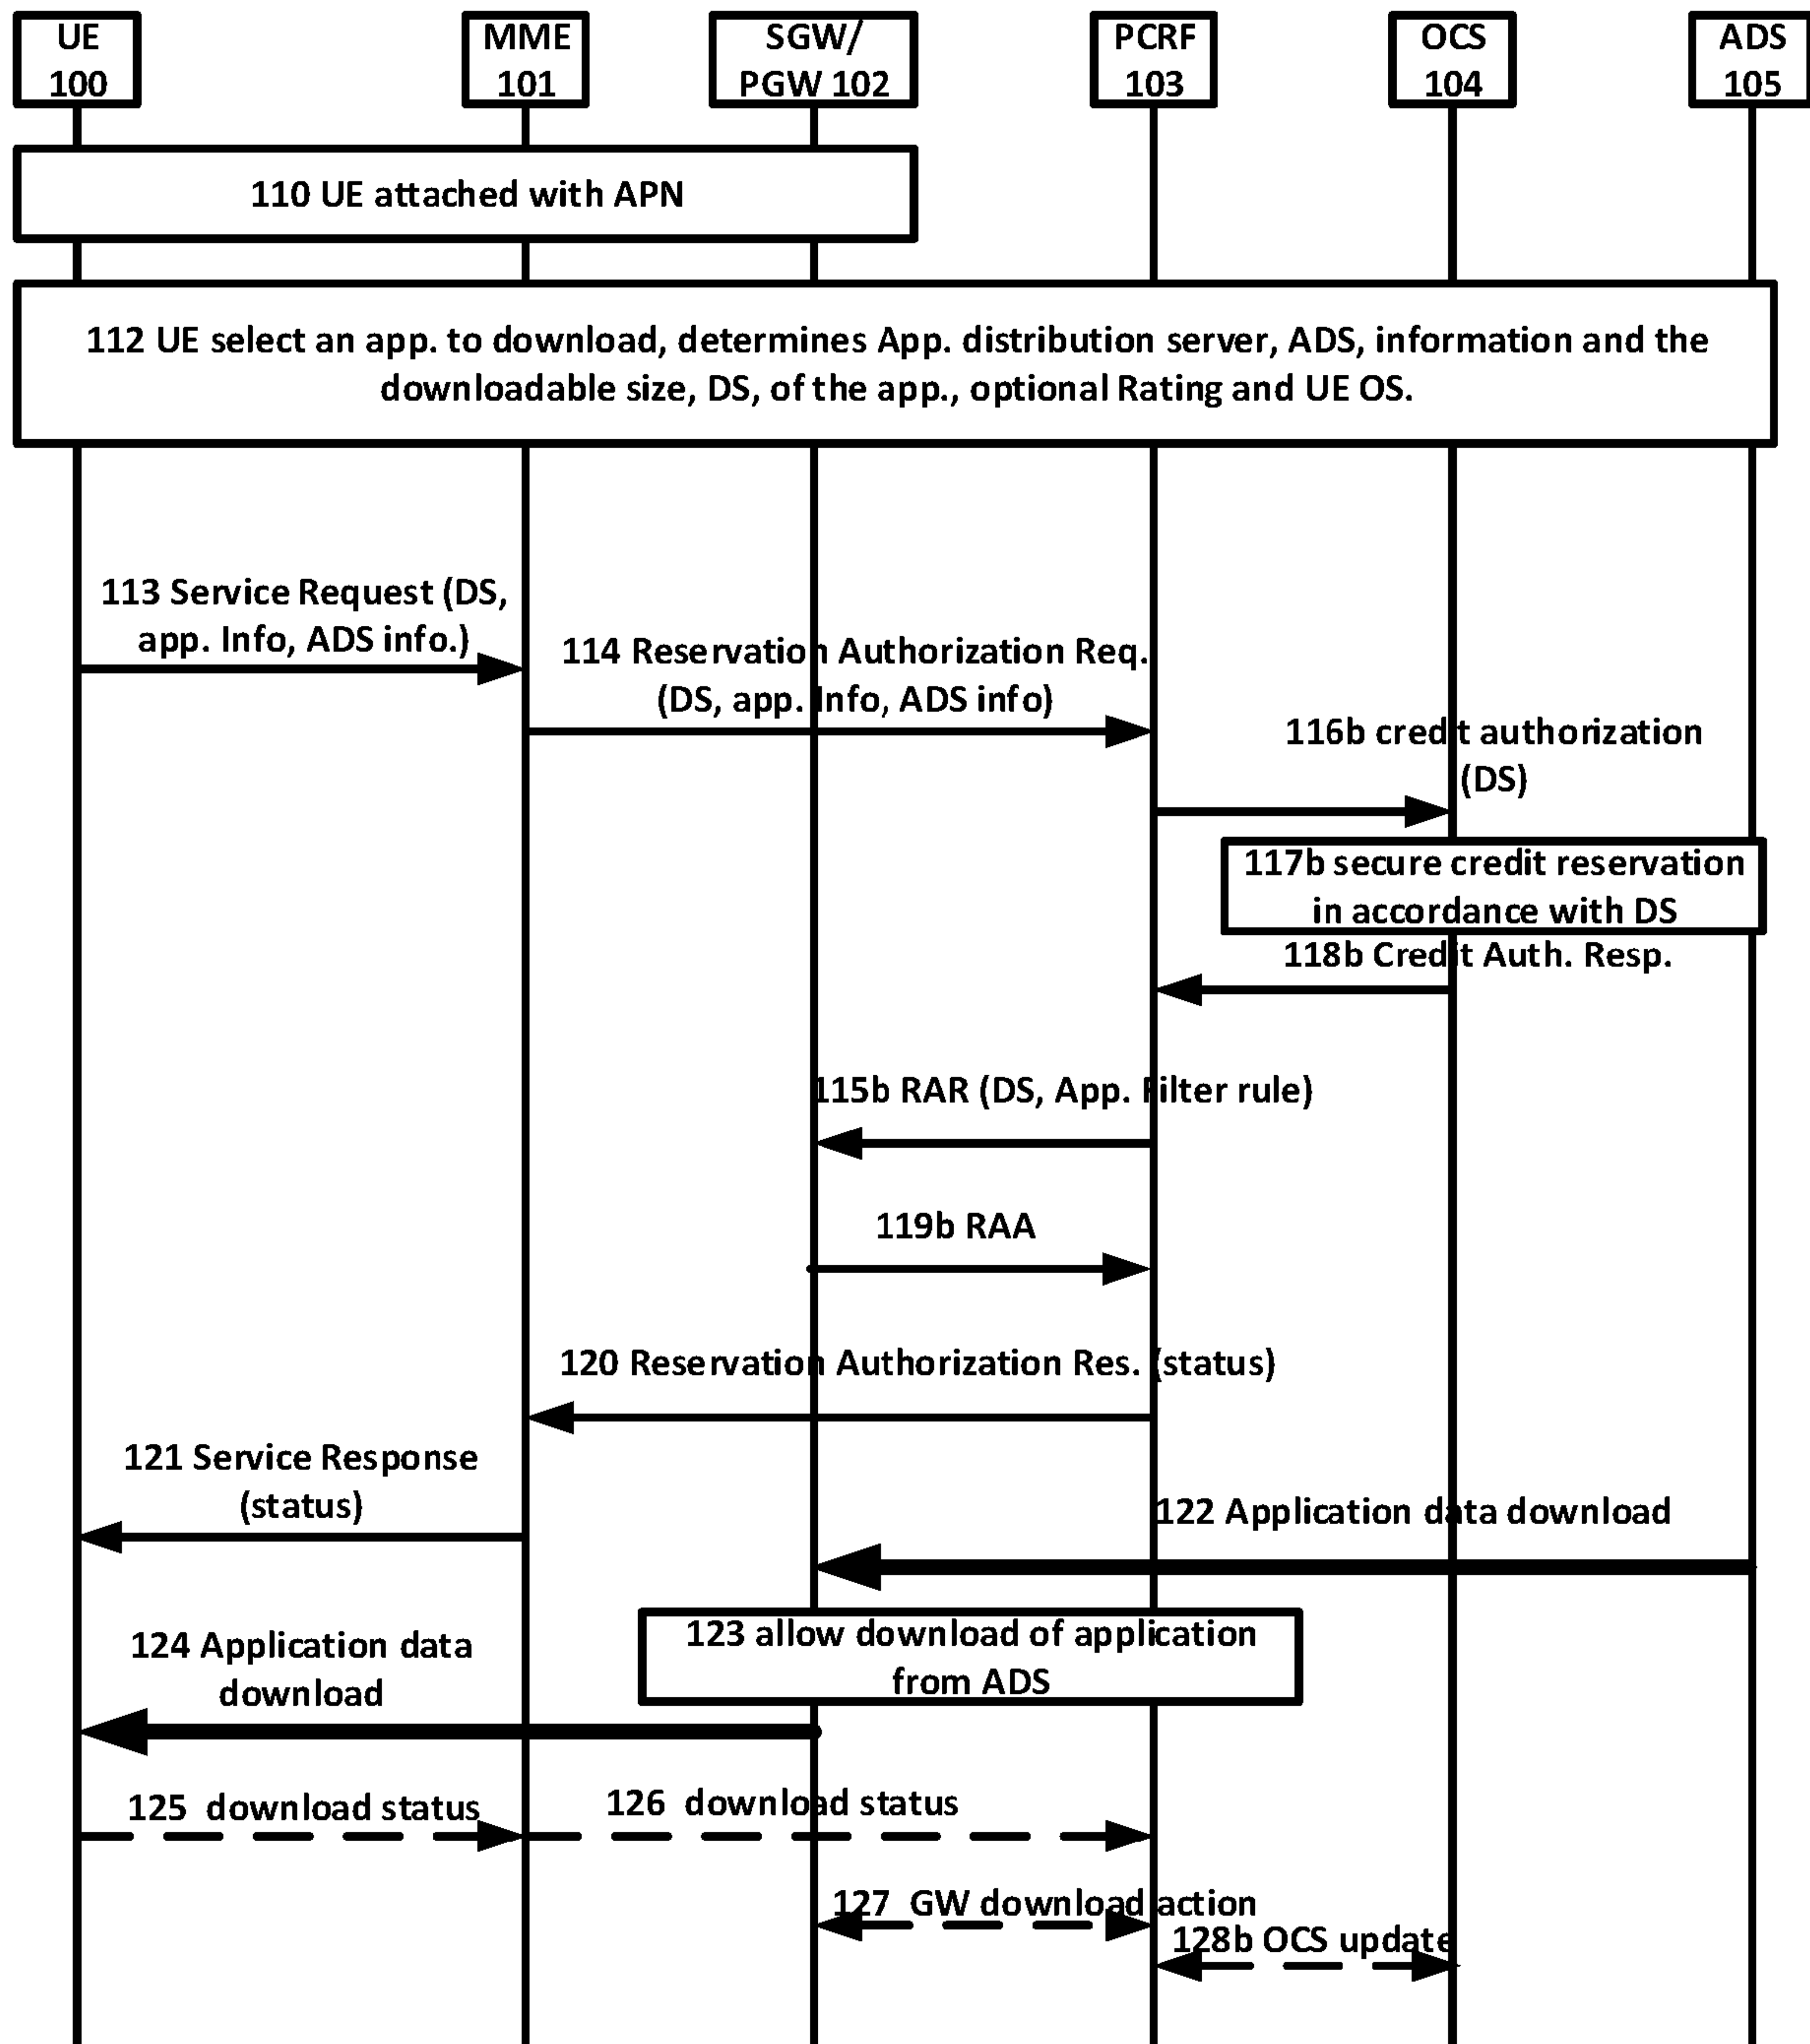 UE
100
MME
101
SGW/
PGW 102
PCRF
103
OCS
104
ADS
105
110 UE attached with APN
112 UE select an app. to download, determines App. distribution server, ADS, information and the
downloadable size, DS, of the app., optional Rating and UE OS.
113 Service Request (DS,
app. Info, ADS info.)
114 Reservation Authorization Req.
(DS, app. Info, ADS info)
116b credit authorization
(DS)
117b secure credit reservation
in accordance with DS
118b Credit Auth. Resp.
115b RAR (DS, App. Filter rule)
119b RAA
120 Reservation Authorization Res. (status)
121 Service Response
(status)
122 Application data download
123 allow download of application
from ADS
124 Application data
download
125 download status
126 download status
127 GW download action
128b OCS update